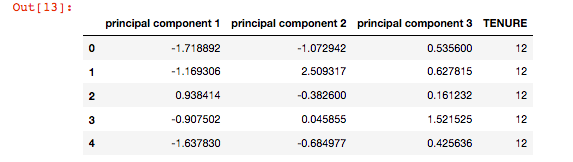 Out[13]:
principal component 1 principal component 2 principal component 3 TENURE
0 -1.718892 -1.072942 0.535600 12
1 -1.169306 2.509317 0.627815 12
2 0.938414 -0.382600 0.161232 12
3 -0.907502 0.045855 1.521525 12
4 -1.637830 -0.684977 0.425636 12